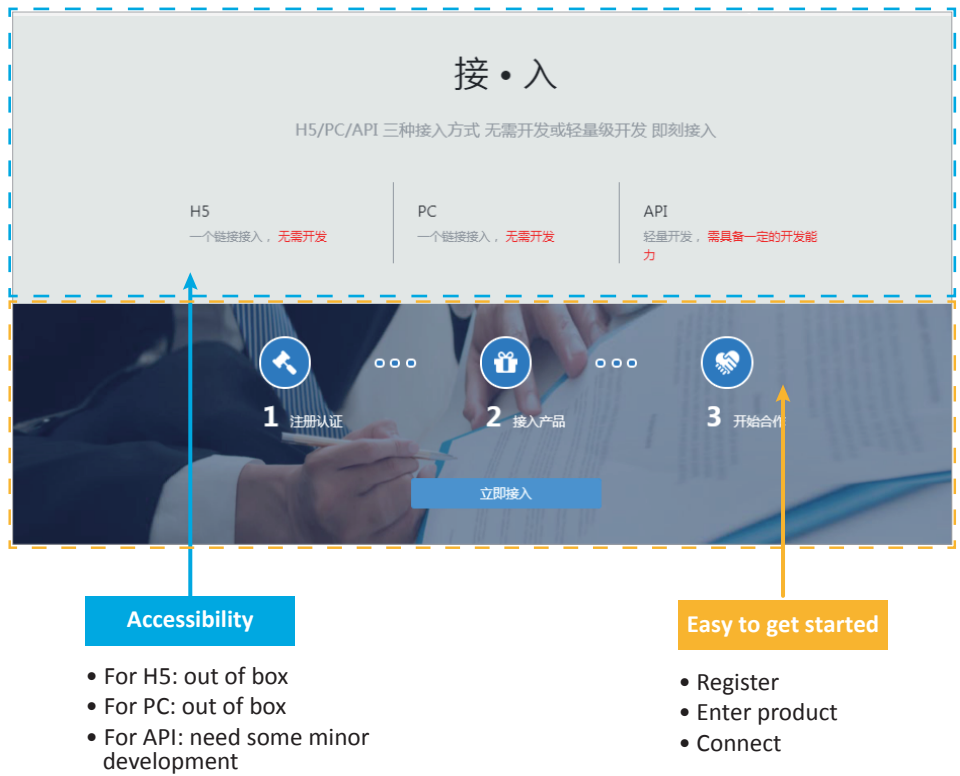 接•入
H5/PC/API 三种接入方式 无需开发或轻量级开发 即刻接入
H5
一个链接接入，无需开发
PC
一个链接接入，无需开发
API
轻量开发，需具备一定的开发能
力
1 注册认证
2 接入产品
3 开始合作
立即接入
Accessibility
• For H5: out of box
• For PC: out of box
• For API: need some minor
development
Easy to get started
• Register
• Enter product
• Connect